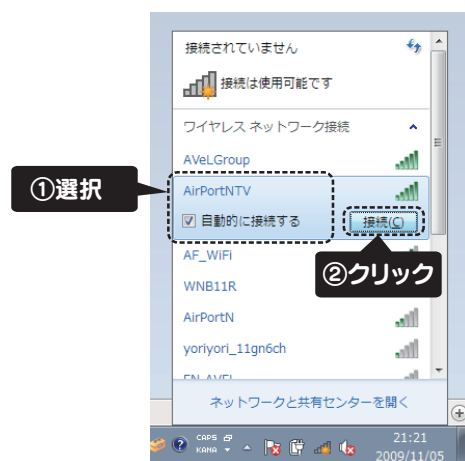 接続されていません
接続は使用可能です
ワイヤレス ネットワーク接続
AVeLGroup
①選択
AirPortNTV
自動的に接続する
接続(C)
AF_WiFi
②クリック
WNB11R
AirPortN
yoriyori_11gn6ch
ネットワークと共有センターを開く
CAPS
KANA
21:21
2009/11/05